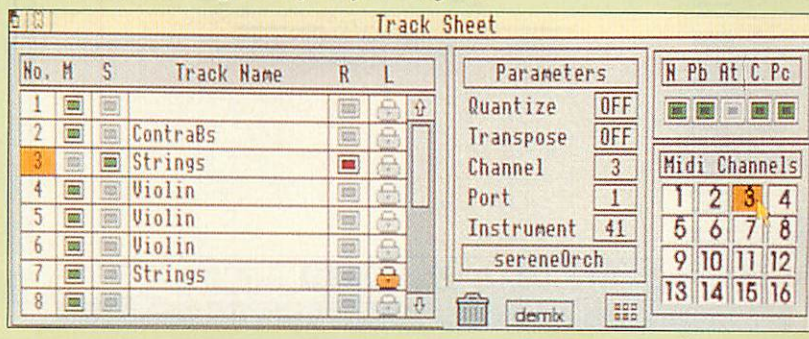 Track Sheet
No. M S Track Name R L
1
2 ContraBs
3 Strings
4 Violin
5 Violin
6 Violin
7 Strings
8
Parameters
Quantize OFF
Transpose OFF
Channel 3
Port 1
Instrument 41
sereneOrch
demix
N Pb At C Pc
Midi Channels
1 2 3 4
5 6 7 8
9 10 11 12
13 14 15 16